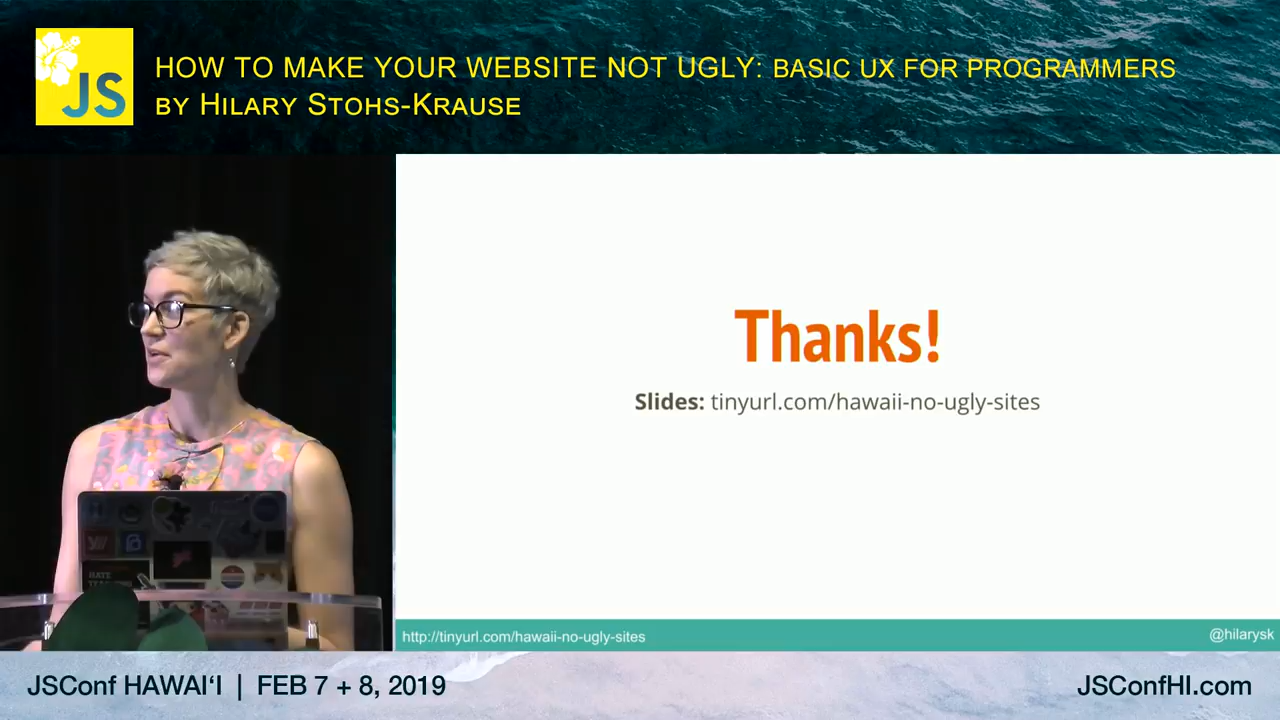 JS
HOW TO MAKE YOUR WEBSITE NOT UGLY: BASIC UX FOR PROGRAMMERS
BY HILARY STOHS-KRAUSE
Thanks!
Slides: tinyurl.com/hawaii-no-ugly-sites
HATE
http://tinyurl.com/hawaii-no-ugly-sites
@hilarysk
JSConf HAWAIʻI | FEB 7 + 8, 2019
JSConfHI.com